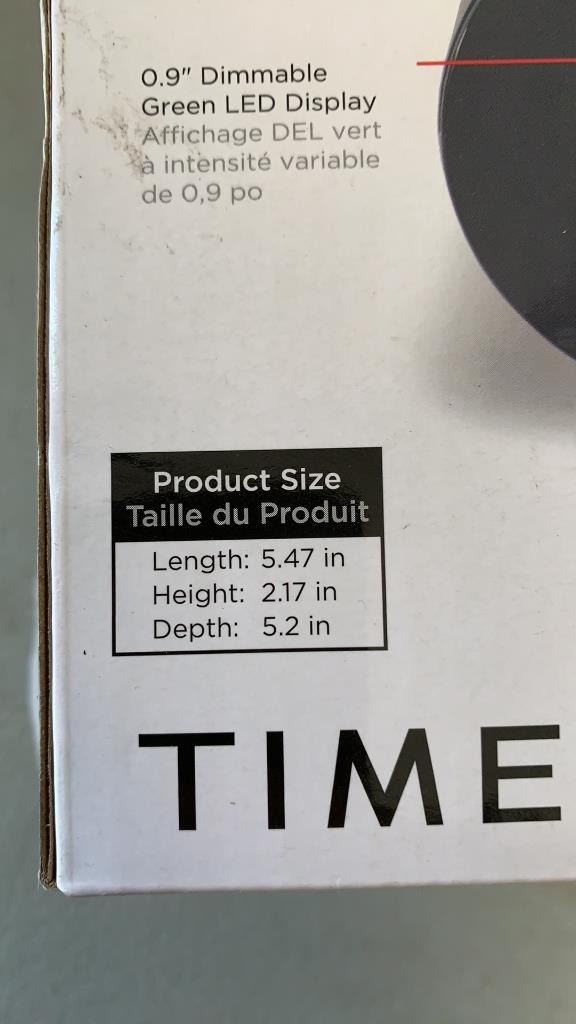 0.9" Dimmable
Green LED Display
Affichage DEL vert
à intensité variable
de 0,9 po
Product Size
Taille du Produit
Length: 5.47 in
Height: 2.17 in
Depth: 5.2 in
TIME